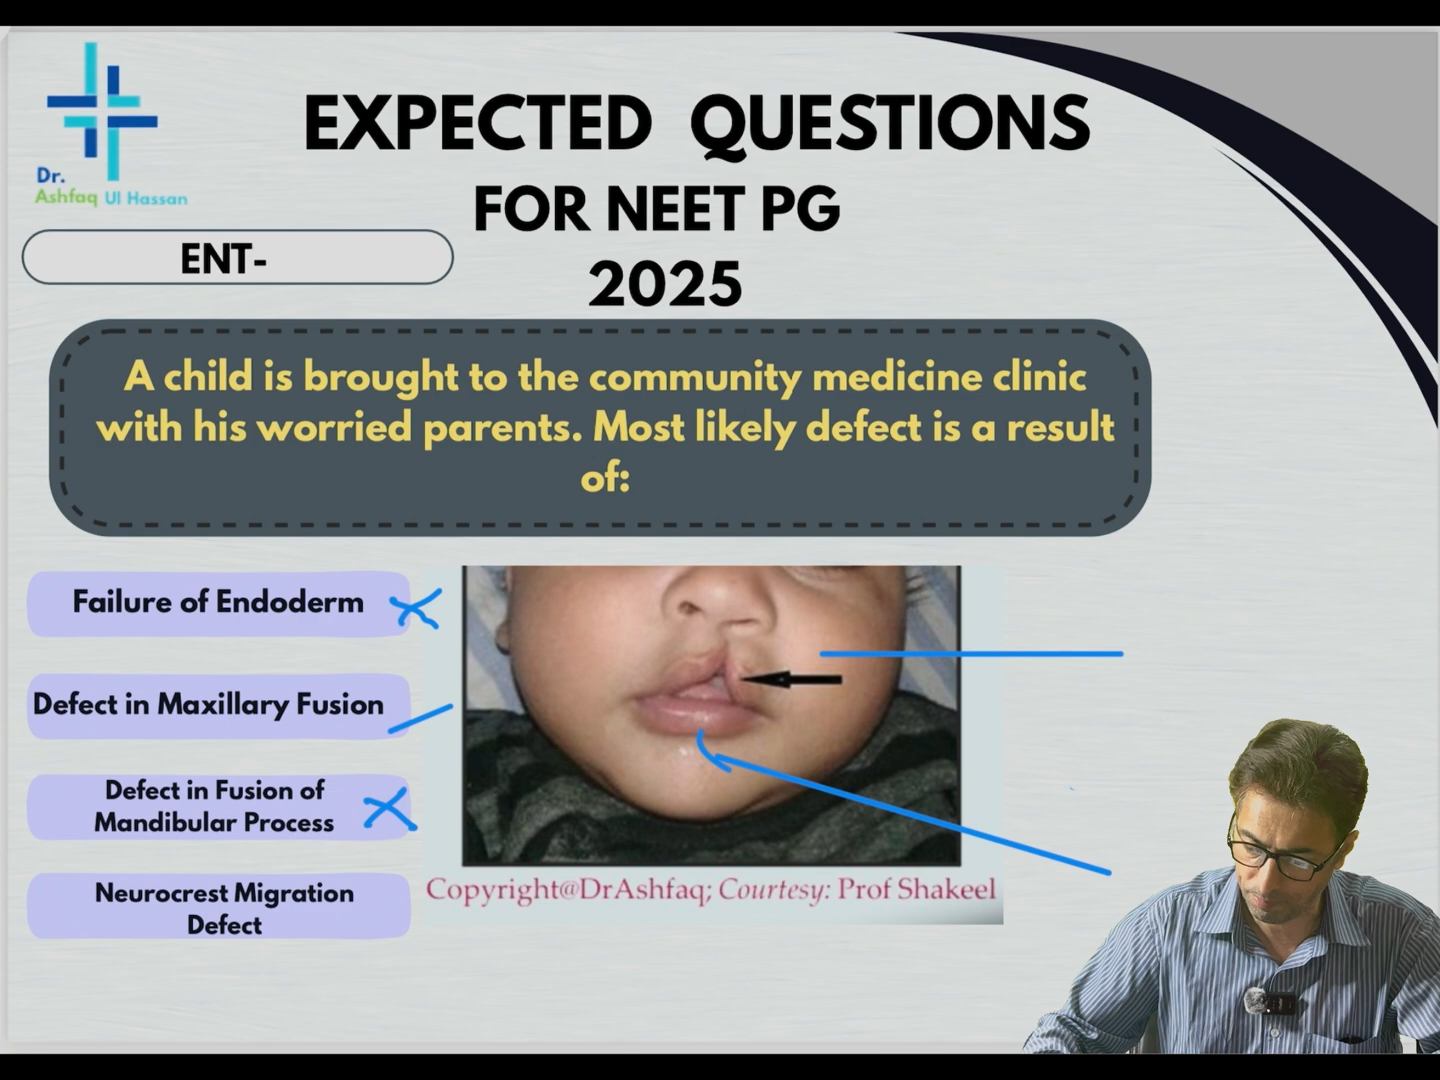 Dr.
Ashfaq Ul Hassan
EXPECTED QUESTIONS
FOR NEET PG
2025
ENT-
A child is brought to the community medicine clinic
with his worried parents. Most likely defect is a result
of:
Failure of Endoderm
Defect in Maxillary Fusion
Defect in Fusion of
Mandibular Process
Neurocrest Migration
Defect
Copyright@DrAshfaq; Courtesy: Prof Shakeel